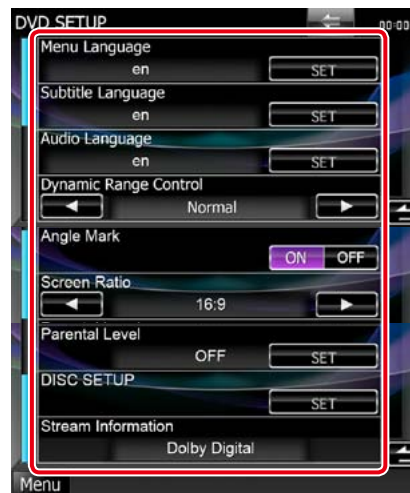 DVD SETUP 00:00
Menu Language
en SET
Subtitle Language
en SET
Audio Language
en SET
Dynamic Range Control
Normal
Angle Mark
ON OFF
Screen Ratio
16:9
Parental Level
OFF SET
DISC SETUP
SET
Stream Information
Dolby Digital
Menu